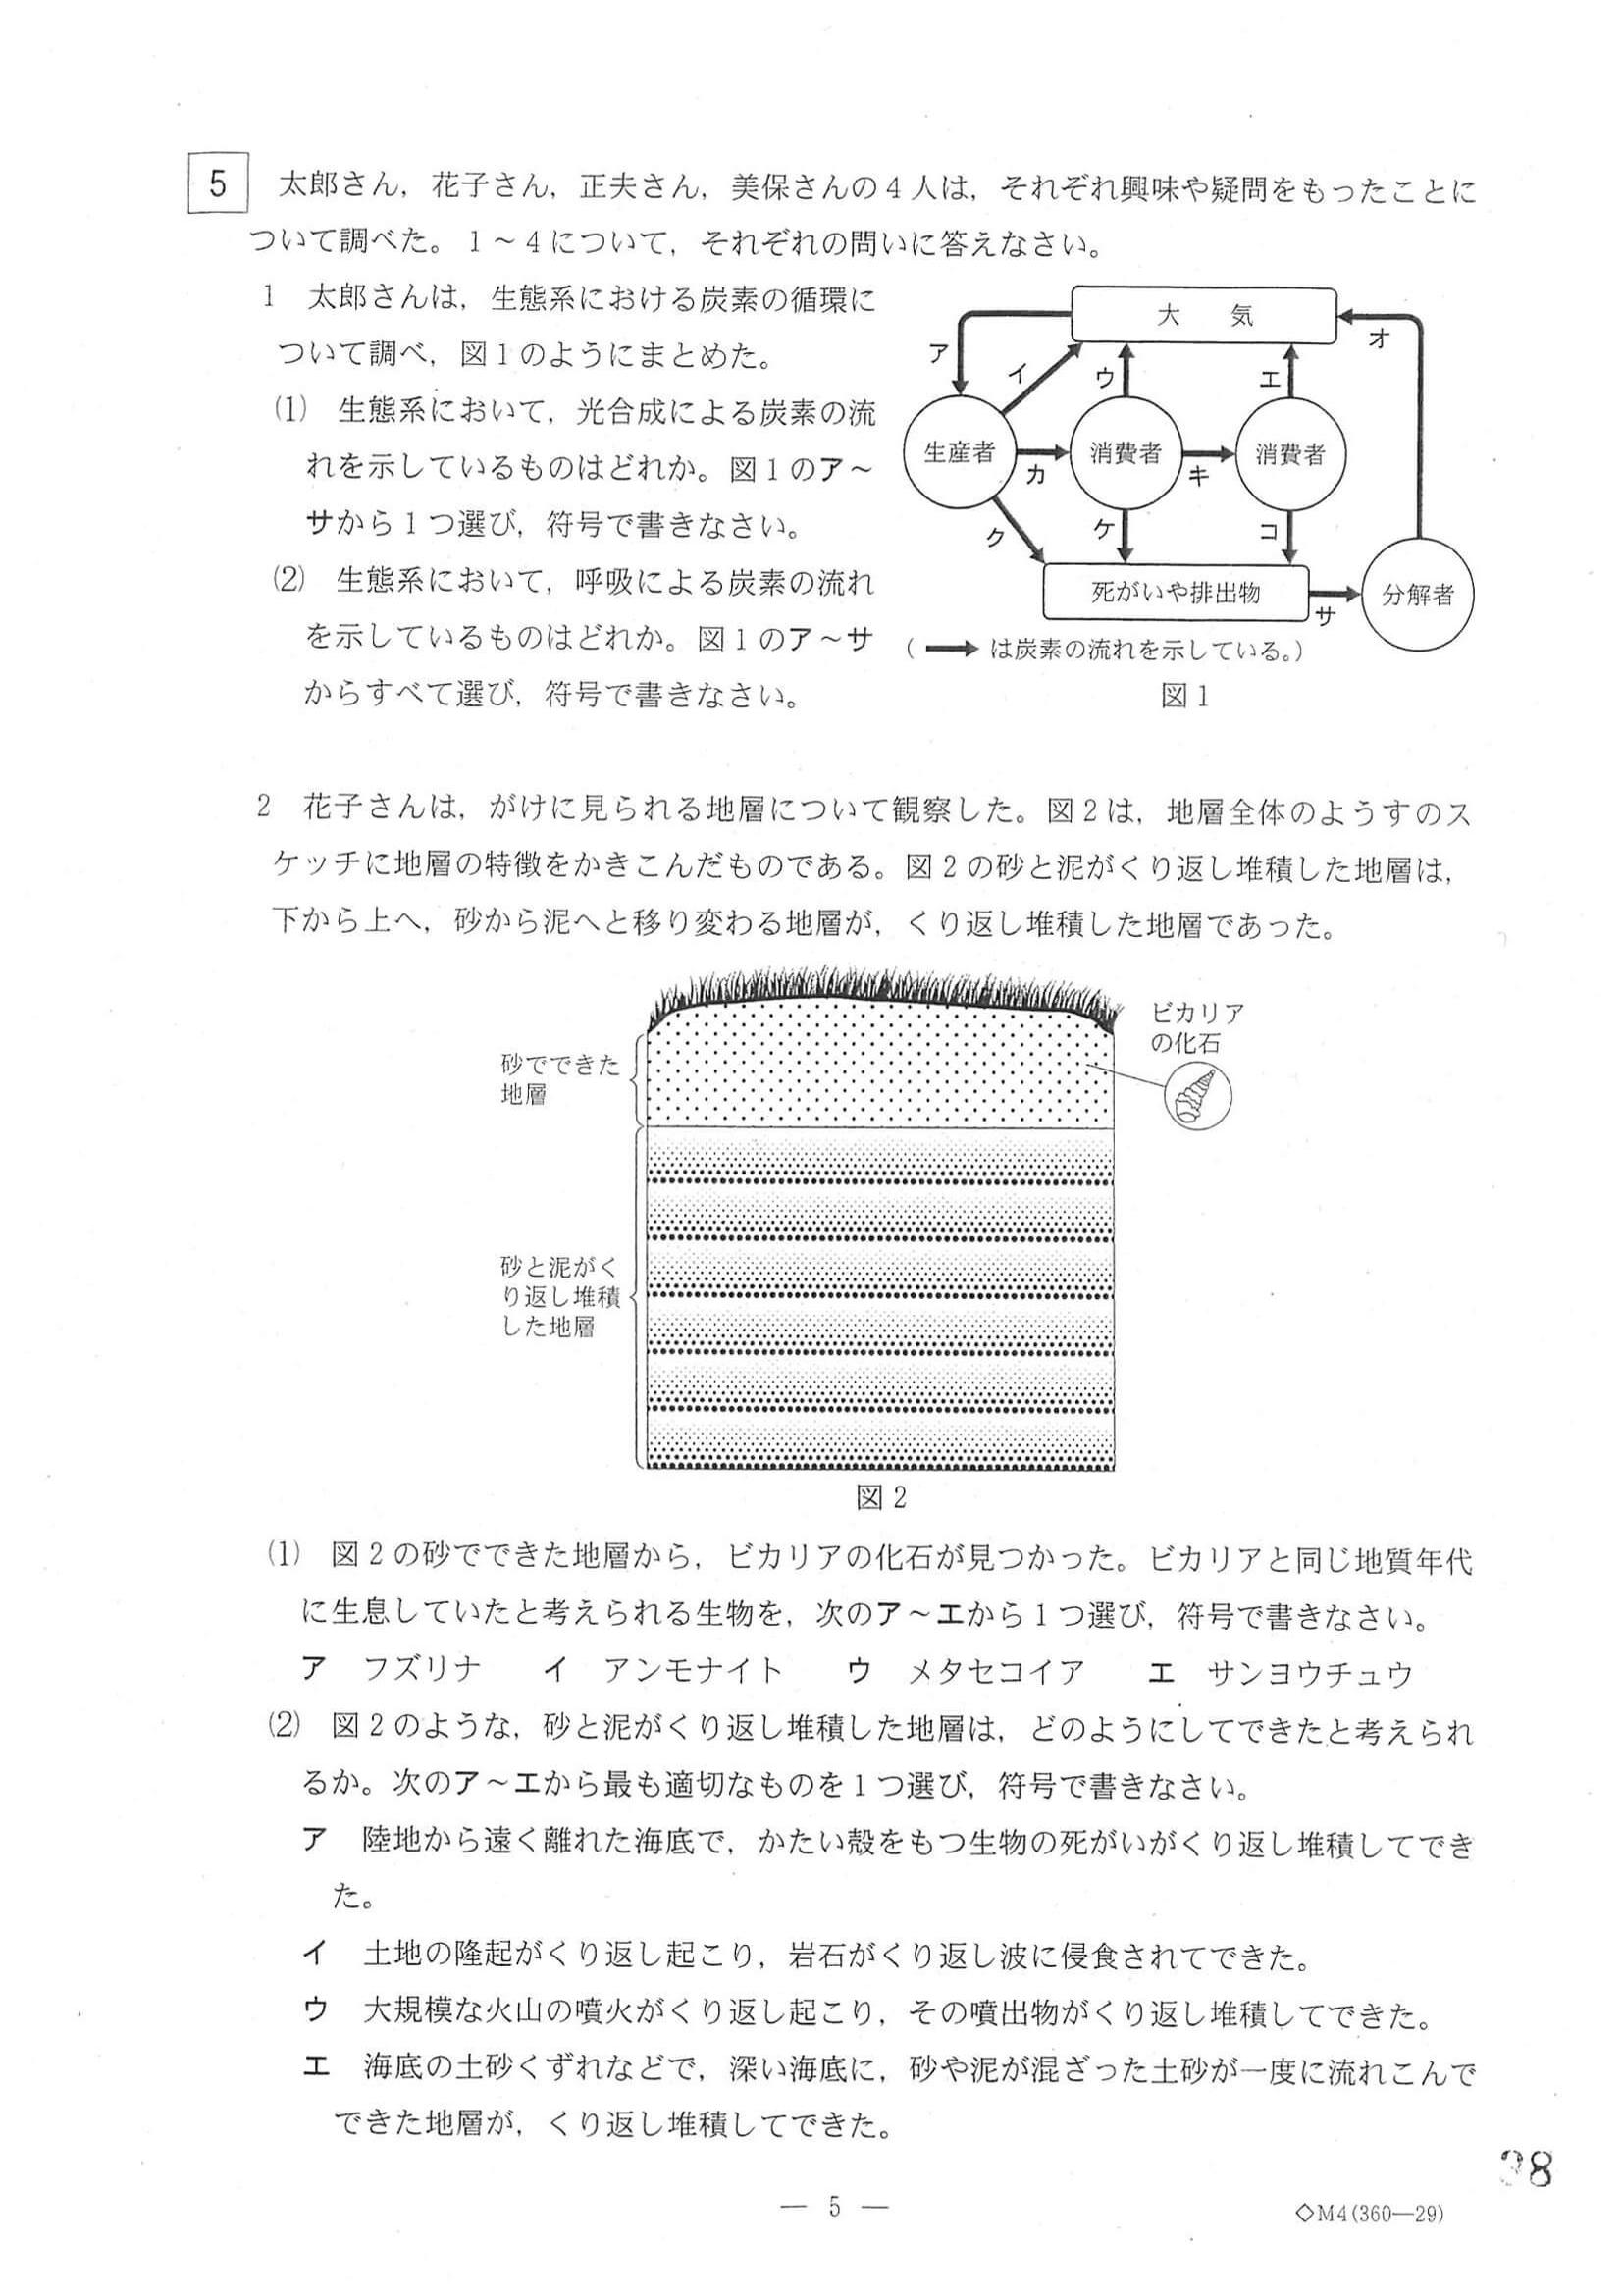 5　太郎さん，花子さん，正夫さん，美保さんの4人は，それぞれ興味や疑問をもったことに
ついて調べた。1～4について，それぞれの問いに答えなさい。
1　太郎さんは，生態系における炭素の循環に
ついて調べ，図1のようにまとめた。
(1)　生態系において，光合成による炭素の流
れを示しているものはどれか。図1のア～
サから1つ選び，符号で書きなさい。
(2)　生態系において，呼吸による炭素の流れ
を示しているものはどれか。図1のア～サ
からすべて選び，符号で書きなさい。
大　気
ア
イ
ウ
エ
オ
生産者
消費者
消費者
カ
キ
ク
ケ
コ
死がいや排出物
サ
分解者
（➡は炭素の流れを示している。）
図1
2　花子さんは，がけに見られる地層について観察した。図2は，地層全体のようすのス
ケッチに地層の特徴をかきこんだものである。図2の砂と泥がくり返し堆積した地層は，
下から上へ，砂から泥へと移り変わる地層が，くり返し堆積した地層であった。
ビカリア
の化石
砂でできた
地層
砂と泥がく
り返し堆積
した地層
図2
(1)　図2の砂でできた地層から，ビカリアの化石が見つかった。ビカリアと同じ地質年代
に生息していたと考えられる生物を，次のア～エから1つ選び，符号で書きなさい。
ア　フズリナ　イ　アンモナイト　ウ　メタセコイア　エ　サンヨウチュウ
(2)　図2のような，砂と泥がくり返し堆積した地層は，どのようにしてできたと考えられ
るか。次のア～エから最も適切なものを1つ選び，符号で書きなさい。
ア　陸地から遠く離れた海底で，かたい殻をもつ生物の死がいがくり返し堆積してでき
た。
イ　土地の隆起がくり返し起こり，岩石がくり返し波に侵食されてできた。
ウ　大規模な火山の噴火がくり返し起こり，その噴出物がくり返し堆積してできた。
エ　海底の土砂くずれなどで，深い海底に，砂や泥が混ざった土砂が一度に流れこんで
できた地層が，くり返し堆積してできた。
— 5 —
◇M4(360—29)